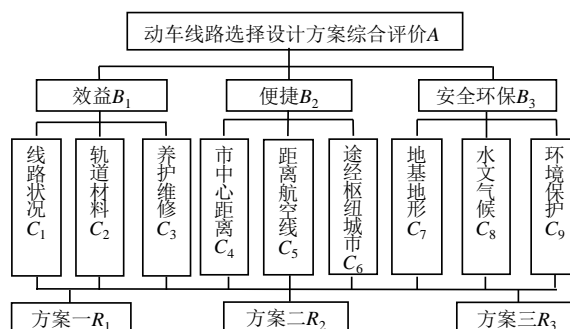 动车线路选择设计方案综合评价A
效益B₁
便捷B₂
安全环保B₃
线路状况C₁
轨道材料C₂
养护维修C₃
市中心距离C₄
距离航空线C₅
途经枢纽城市C₆
地基地形C₇
水文气候C₈
环境保护C₉
方案一R₁
方案二R₂
方案三R₃